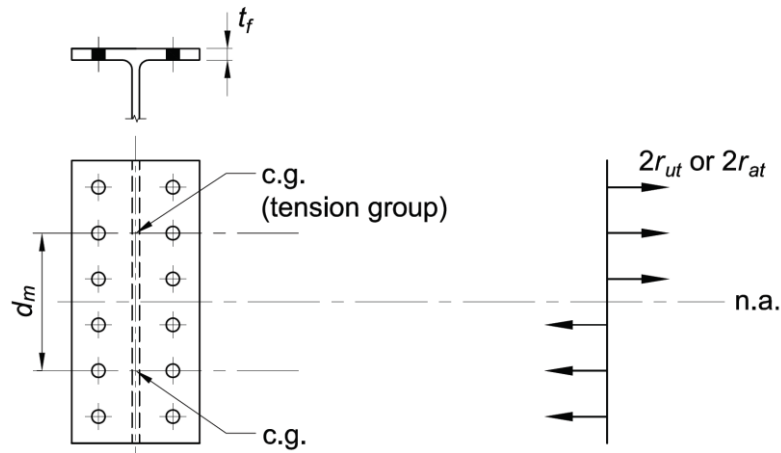 t_f
c.g.
(tension group)
2r_ut or 2r_at
d_m
n.a.
c.g.